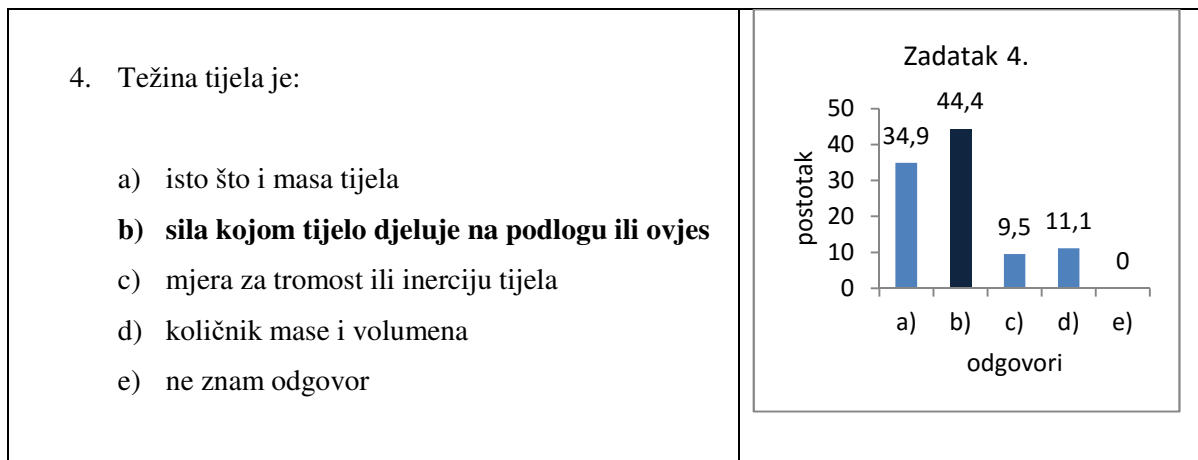 4. Težina tijela je:
a) isto što i masa tijela
b) sila kojom tijelo djeluje na podlogu ili ovjes
c) mjera za tromost ili inerciju tijela
d) količnik mase i volumena
e) ne znam odgovor
Zadatak 4.
postotak
50
40
30
20
10
0
34,9
44,4
9,5
11,1
0
a) b) c) d) e)
odgovori